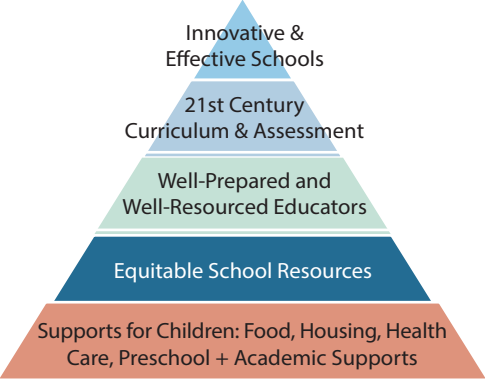 Innovative &
Effective Schools
21st Century
Curriculum & Assessment
Well-Prepared and
Well-Resourced Educators
Equitable School Resources
Supports for Children: Food, Housing, Health
Care, Preschool + Academic Supports